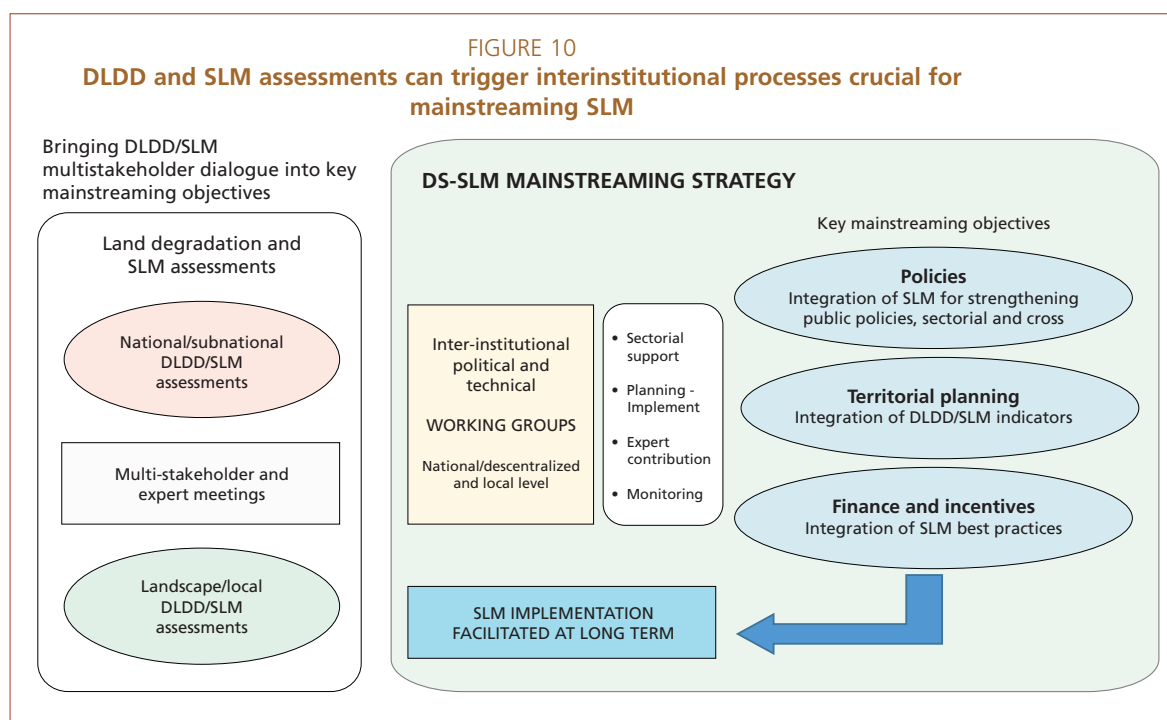 FIGURE 10
DLDD and SLM assessments can trigger interinstitutional processes crucial for
mainstreaming SLM
Bringing DLDD/SLM
multistakeholder dialogue into key
mainstreaming objectives
Land degradation and
SLM assessments
National/subnational
DLDD/SLM
assessments
Multi-stakeholder and
expert meetings
Landscape/local
DLDD/SLM
assessments
DS-SLM MAINSTREAMING STRATEGY
Inter-institutional
political and
technical
WORKING GROUPS
National/descentralized
and local level
• Sectorial
support
• Planning -
Implement
• Expert
contribution
• Monitoring
Key mainstreaming objectives
Policies
Integration of SLM for strengthening
public policies, sectorial and cross
Territorial planning
Integration of DLDD/SLM indicators
Finance and incentives
Integration of SLM best practices
SLM IMPLEMENTATION
FACILITATED AT LONG TERM